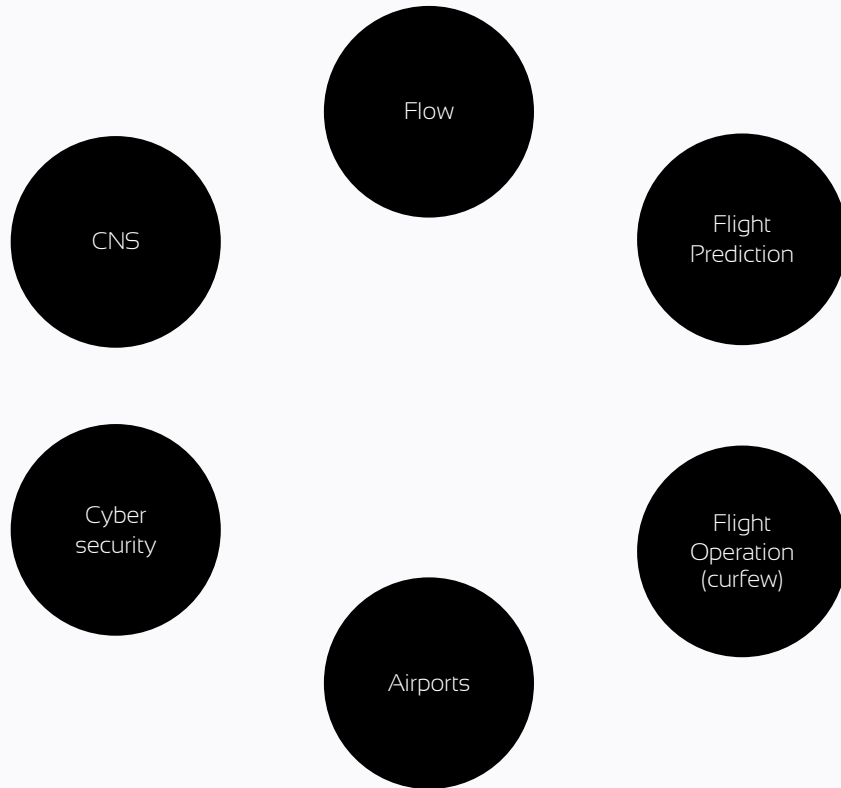 Flow
CNS
Flight
Prediction
Cyber
security
Flight
Operation
(curfew)
Airports